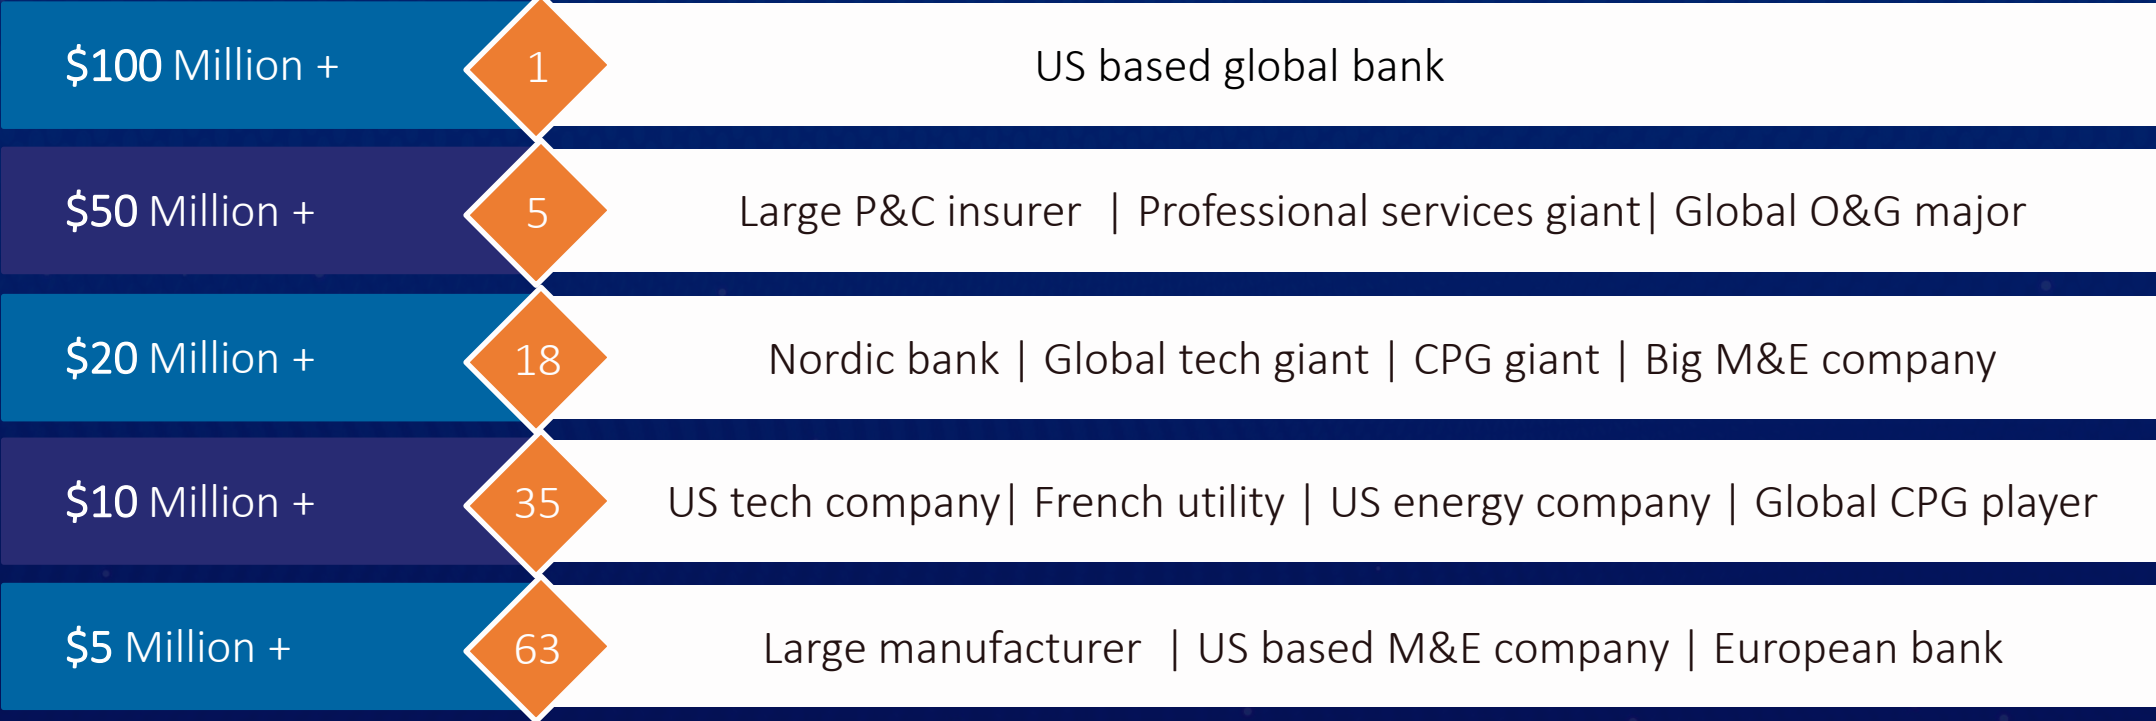 $100 Million + 1 US based global bank
$50 Million + 5 Large P&C insurer | Professional services giant| Global O&G major
$20 Million + 18 Nordic bank | Global tech giant | CPG giant | Big M&E company
$10 Million + 35 US tech company| French utility | US energy company | Global CPG player
$5 Million + 63 Large manufacturer | US based M&E company | European bank